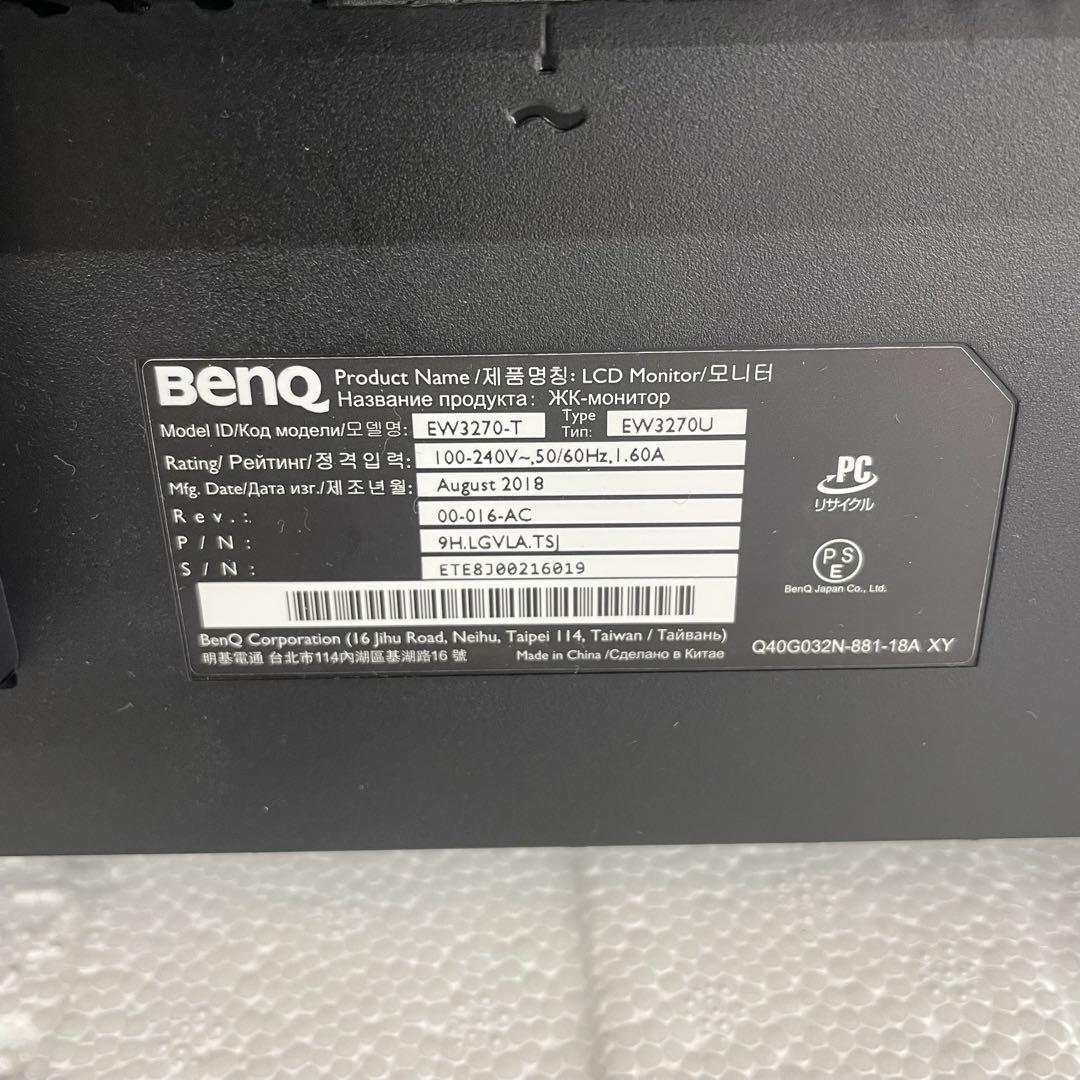 BenQ
Product Name /제품명칭: LCD Monitor/모니터
Название продукта: ЖК-монитор
Model ID/Код модели/모델명: EW3270-T Type Тип: EW3270U
Rating/ Рейтинг/정격입력: 100-240V~,50/60Hz,1.60A
Mfg. Date/Дата изг./제조년월: August 2018
Rev.: 00-016-AC
P/N: 9H.LGVLA.TSJ
S/N: ETE8J00216019
BenQ Corporation (16 Jihu Road, Neihu, Taipei 114, Taiwan / Тайвань)
明基電通 台北市114內湖區基湖路16 號 Made in China /Сделано в Китае
PC
リサイクル
PSE
BenQ Japan Co., Ltd.
Q40G032N-881-18A XY